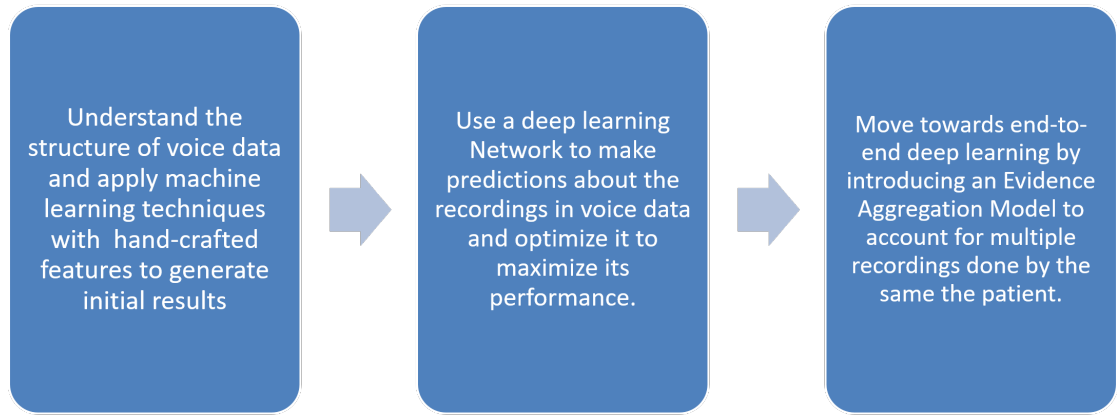 Understand the
structure of voice data
and apply machine
learning techniques
with  hand-crafted
features to generate
initial results
Use a deep learning
Network to make
predictions about the
recordings in voice data
and optimize it to
maximize its
performance.
Move towards end-to-
end deep learning by
introducing an Evidence
Aggregation Model to
account for multiple
recordings done by the
same the patient.